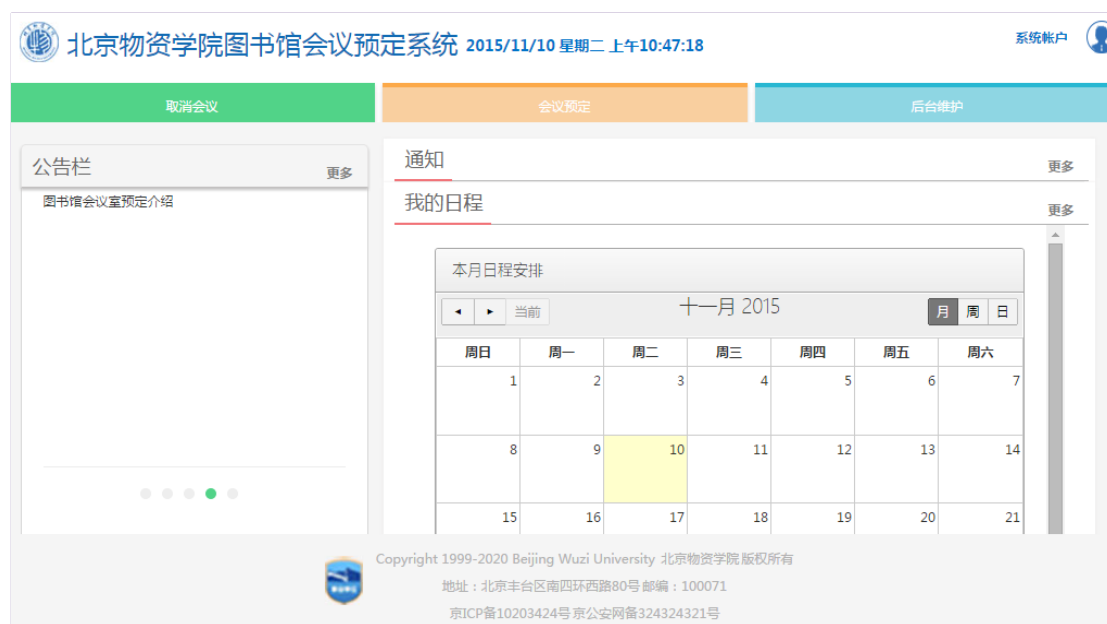 北京物资学院图书馆会议预定系统 2015/11/10 星期二 上午10:47:18
系统帐户
取消会议 会议预定 后台维护
公告栏 更多
图书馆会议室预定介绍
通知 更多
我的日程 更多
本月日程安排
当前 十一月 2015 月 周 日
周日 周一 周二 周三 周四 周五 周六
1 2 3 4 5 6 7
8 9 10 11 12 13 14
15 16 17 18 19 20 21
Copyright 1999-2020 Beijing Wuzi University 北京物资学院版权所有
地址：北京丰台区南四环西路80号邮编：100071
京ICP备10203424号京公安网备324324321号